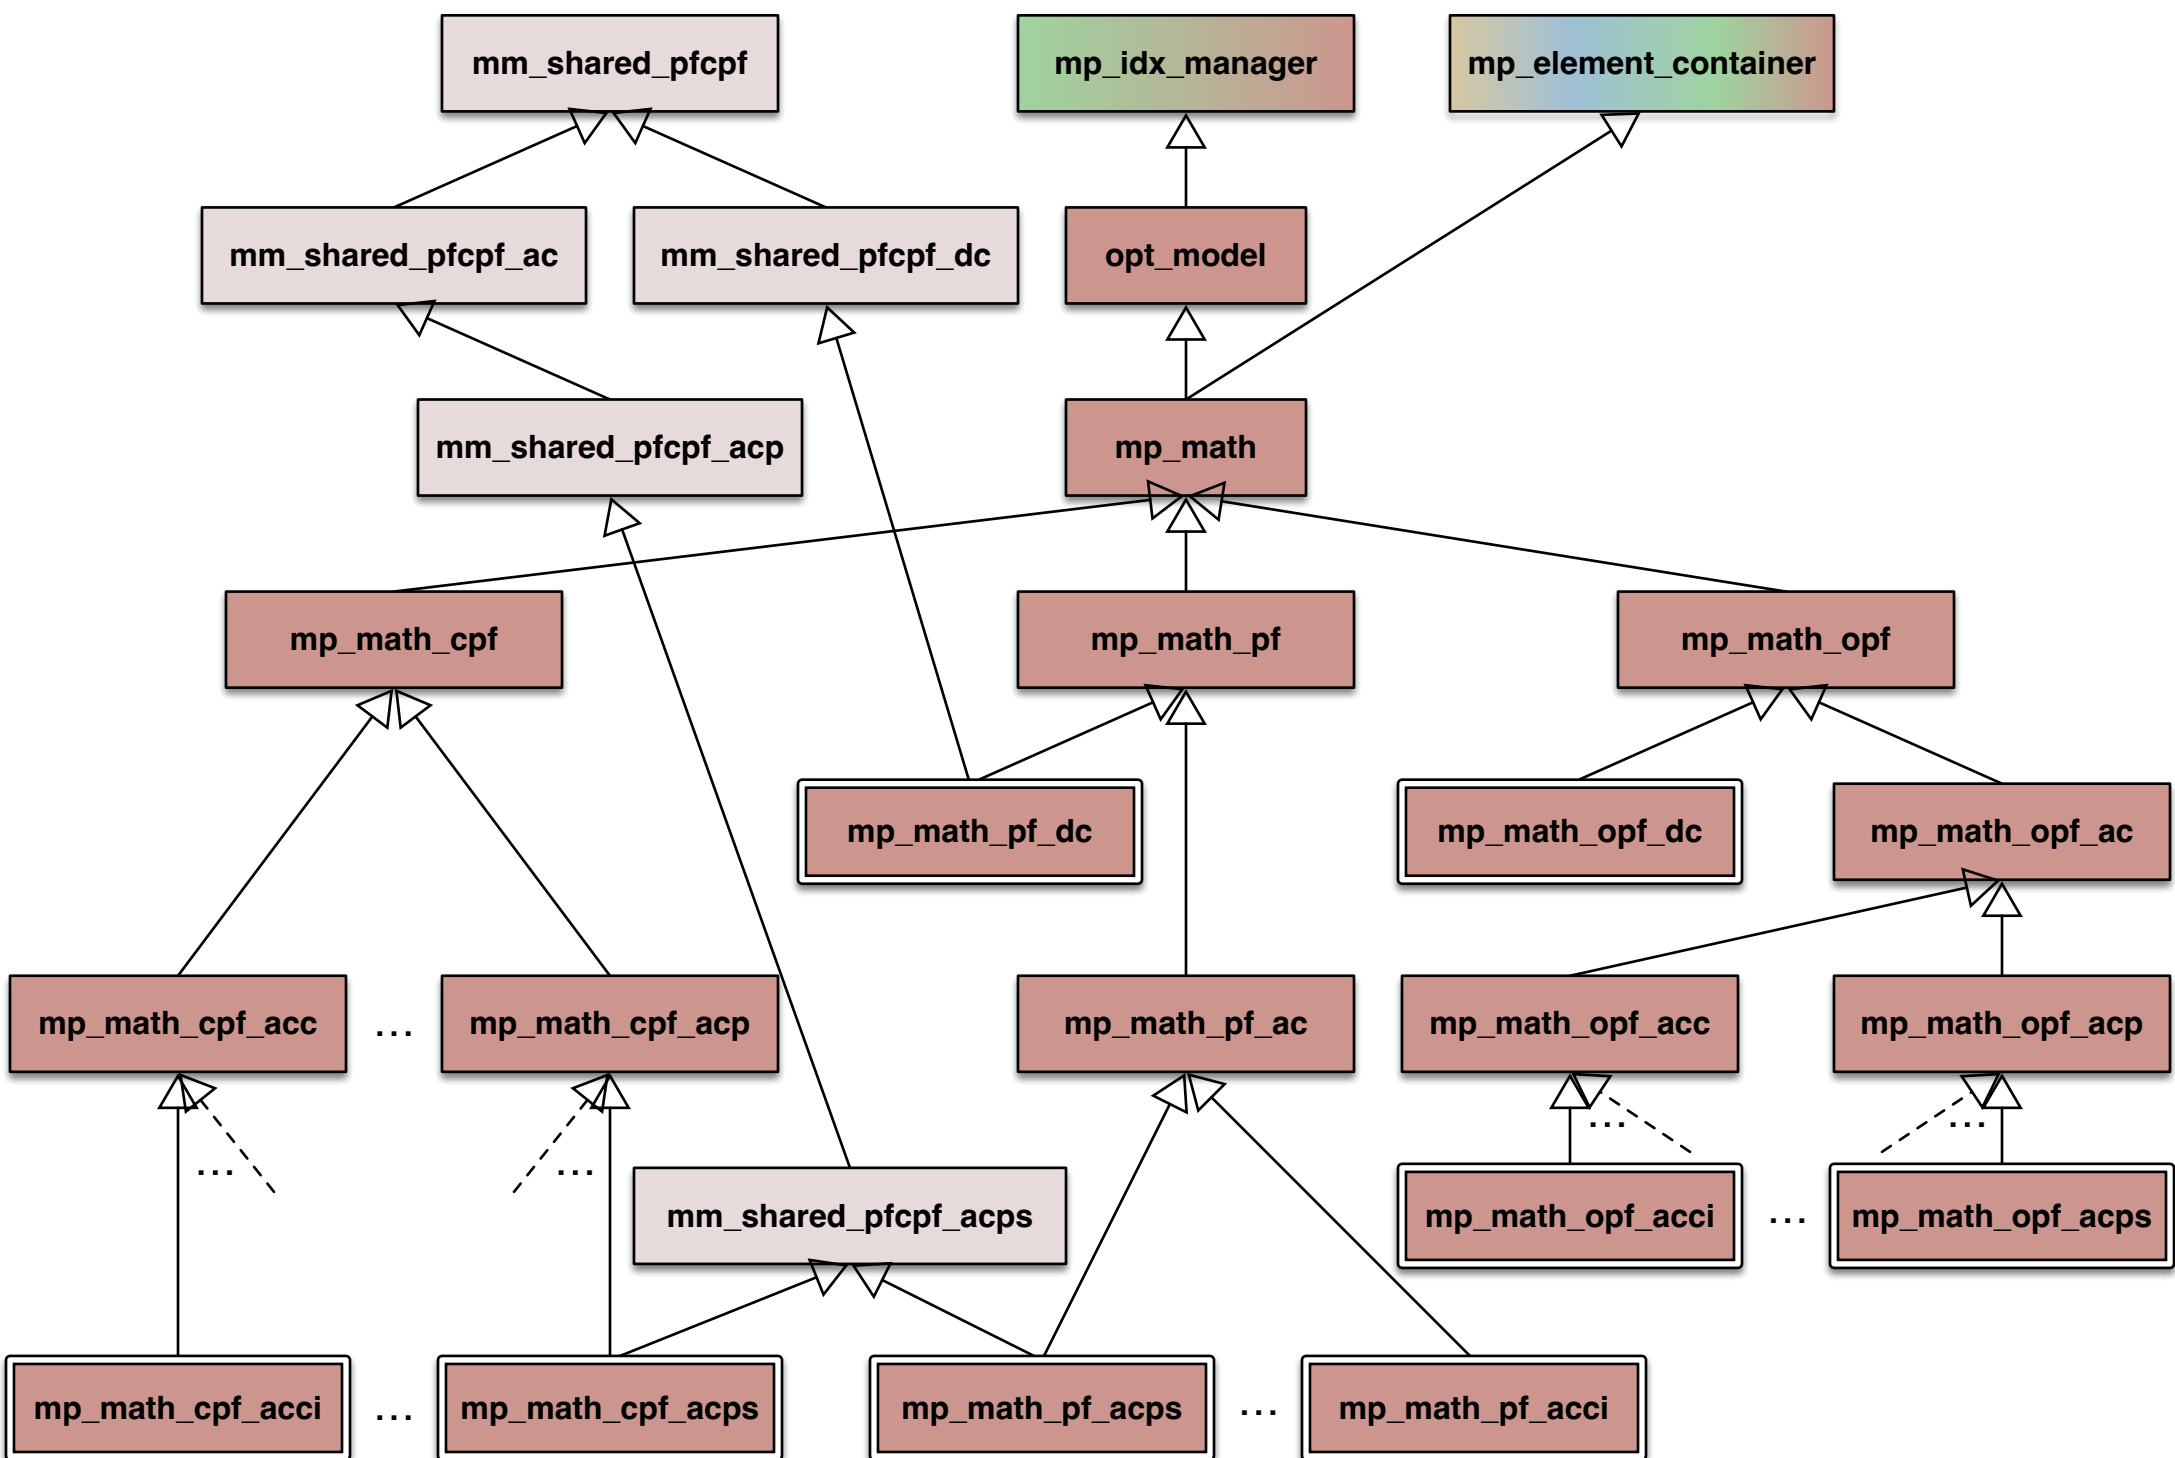 mm_shared_pfcpf
mp_idx_manager
mp_element_container
mm_shared_pfcpf_ac
mm_shared_pfcpf_dc
opt_model
mm_shared_pfcpf_acp
mp_math
mp_math_cpf
mp_math_pf
mp_math_opf
mp_math_pf_dc
mp_math_opf_dc
mp_math_opf_ac
mp_math_cpf_acc
...
mp_math_cpf_acp
mp_math_pf_ac
mp_math_opf_acc
mp_math_opf_acp
...
...
...
...
mm_shared_pfcpf_acps
mp_math_opf_acci
...
mp_math_opf_acps
mp_math_cpf_acci
...
mp_math_cpf_acps
mp_math_pf_acps
...
mp_math_pf_acci